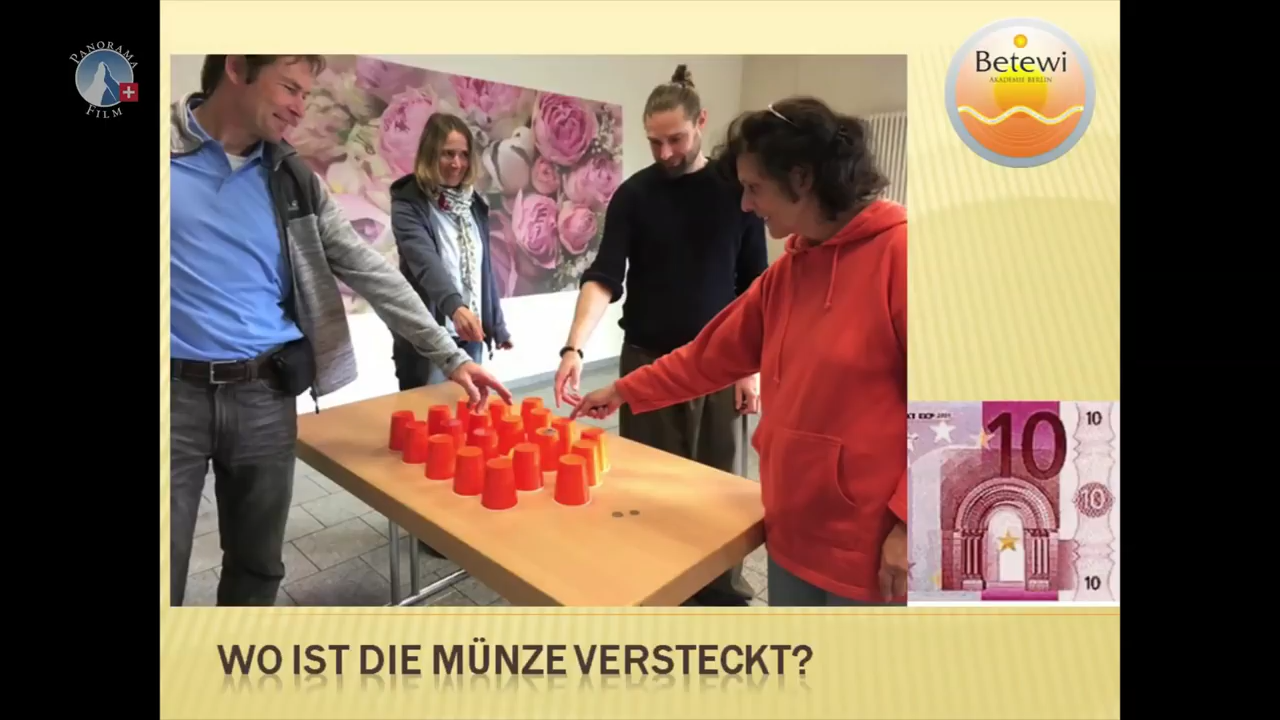 PANORAMA
FILM
Betewi
AKADEMIE BERLIN
10
10
10
10
WO IST DIE MÜNZE VERSTECKT?